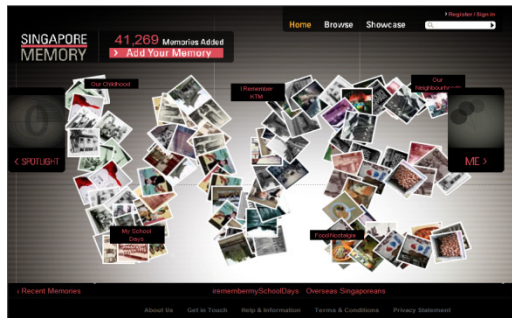 › Register / Sign in
Home Browse Showcase
SINGAPORE
MEMORY
41,269 Memories Added
› Add Your Memory
Our Childhood
I Remember
KTM
Our
Neighbourhoods
‹ SPOTLIGHT
ME ›
My School
Days
Food Nostalgia
› Recent Memories
iremembermySchoolDays Overseas Singaporeans
About Us Get in Touch Help & Information Terms & Conditions Privacy Statement